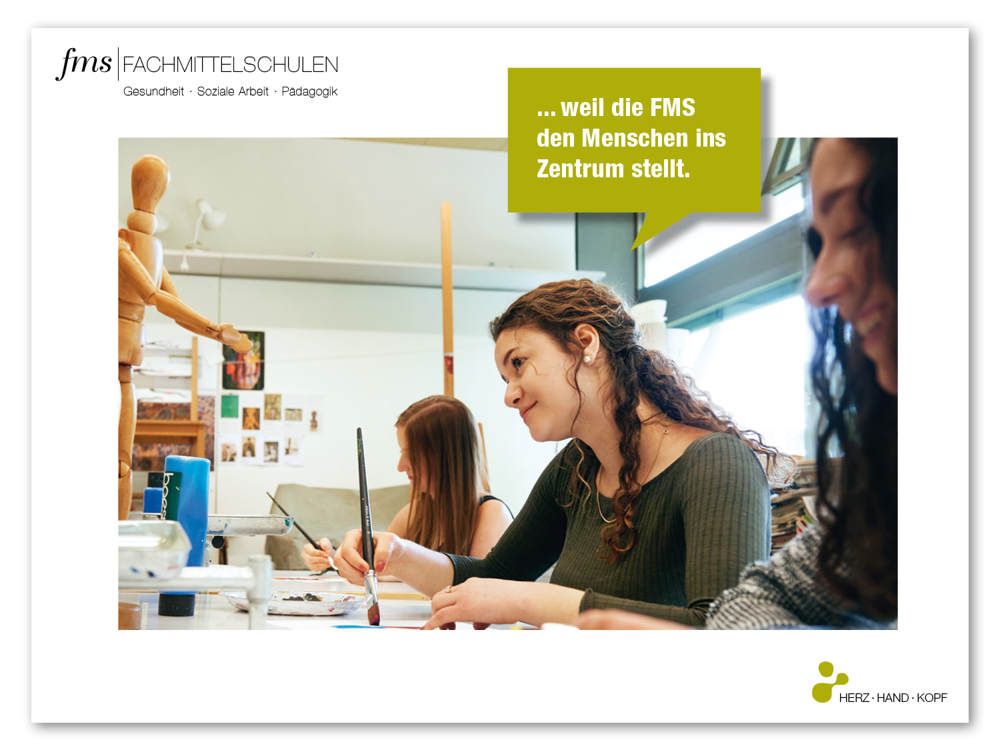 fms FACHMITTELSCHULEN
Gesundheit · Soziale Arbeit · Pädagogik
... weil die FMS
den Menschen ins
Zentrum stellt.
HERZ · HAND · KOPF